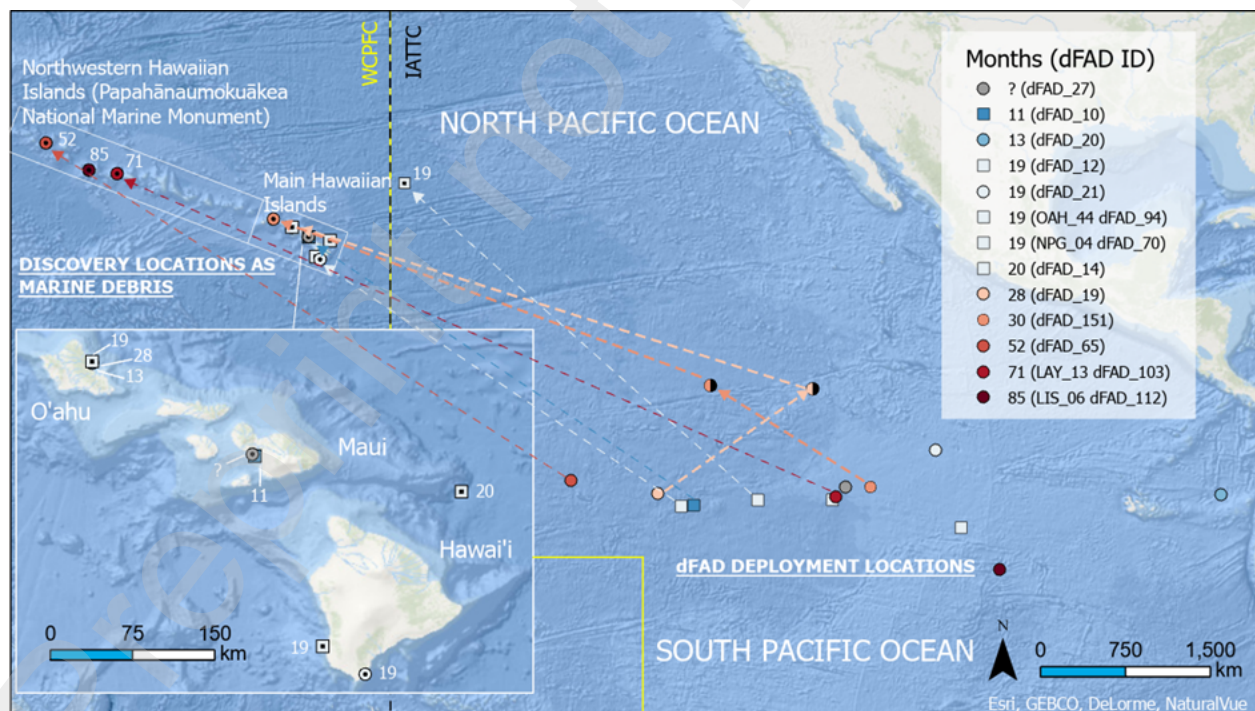 WCPFC
IATTC
Northwestern Hawaiian
Islands (Papahānaumokuākea
National Marine Monument)
52
85
71
NORTH PACIFIC OCEAN
19
Main Hawaiian
Islands
DISCOVERY LOCATIONS AS
MARINE DEBRIS
Months (dFAD ID)
? (dFAD_27)
11 (dFAD_10)
13 (dFAD_20)
19 (dFAD_12)
19 (dFAD_21)
19 (OAH_44 dFAD_94)
19 (NPG_04 dFAD_70)
20 (dFAD_14)
28 (dFAD_19)
30 (dFAD_151)
52 (dFAD_65)
71 (LAY_13 dFAD_103)
85 (LIS_06 dFAD_112)
19
28
13
O'ahu
Maui
?
11
20
Hawai'i
19
19
0 75 150
km
dFAD DEPLOYMENT LOCATIONS
SOUTH PACIFIC OCEAN
N
0 750 1,500
km
Esri, GEBCO, DeLorme, NaturalVue